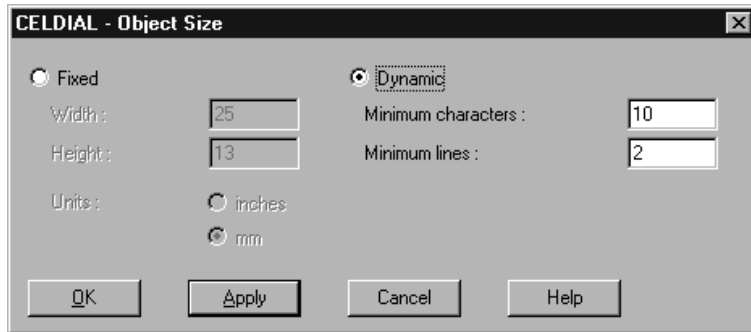 CELDIAL - Object Size
Fixed
Dynamic
Width :
25
Minimum characters :
10
Height :
13
Minimum lines :
2
Units :
inches
mm
OK
Apply
Cancel
Help